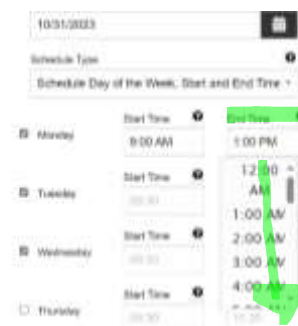 10/31/2023
Schedule Type
Schedule Day of the Week, Start and End Time
Start Time End Time
Monday 8:00 AM 1:00 PM
Start Time 12:00 AM
Tuesday 1:00 AM
Start Time 2:00 AM
Wednesday 3:00 AM
Start Time 4:00 AM
Thursday